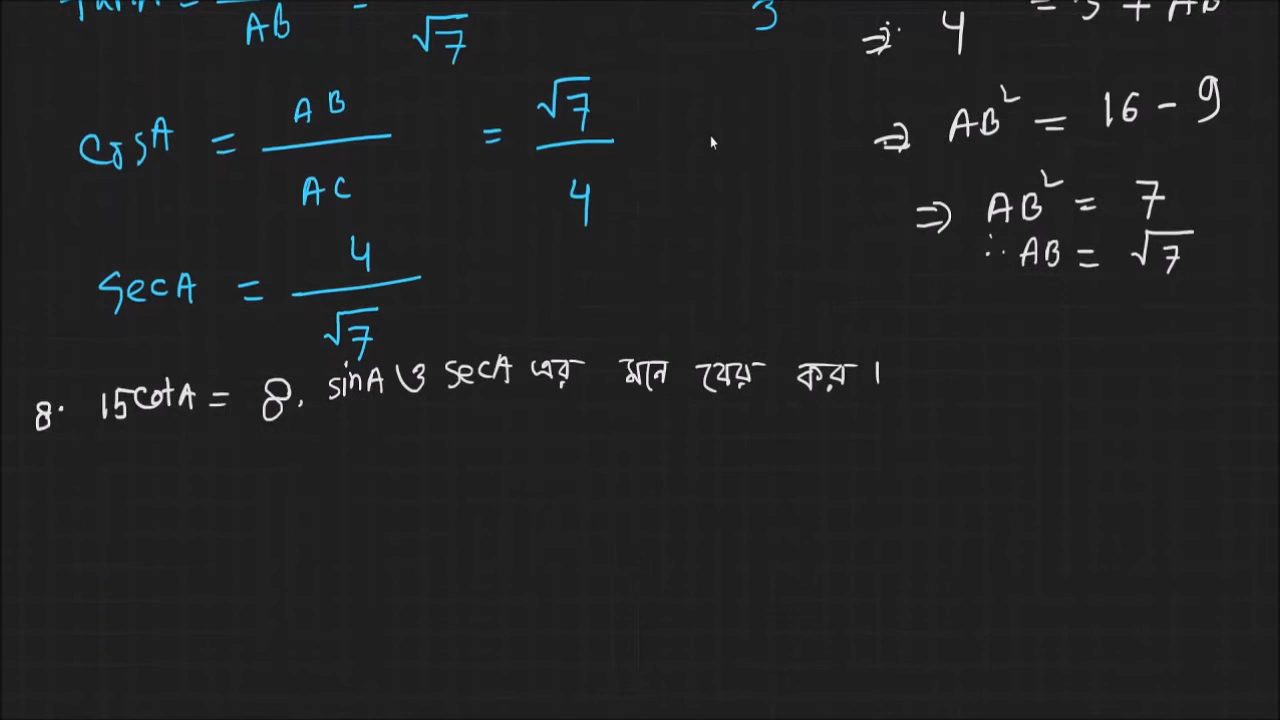 AB √7
3
4
cosA = AB / AC = √7 / 4
AB² = 16 - 9
⇒ AB² = 7
∴ AB = √7
secA = 4 / √7
8. 15cotA = 8. sinA ও secA এর মান বের কর।